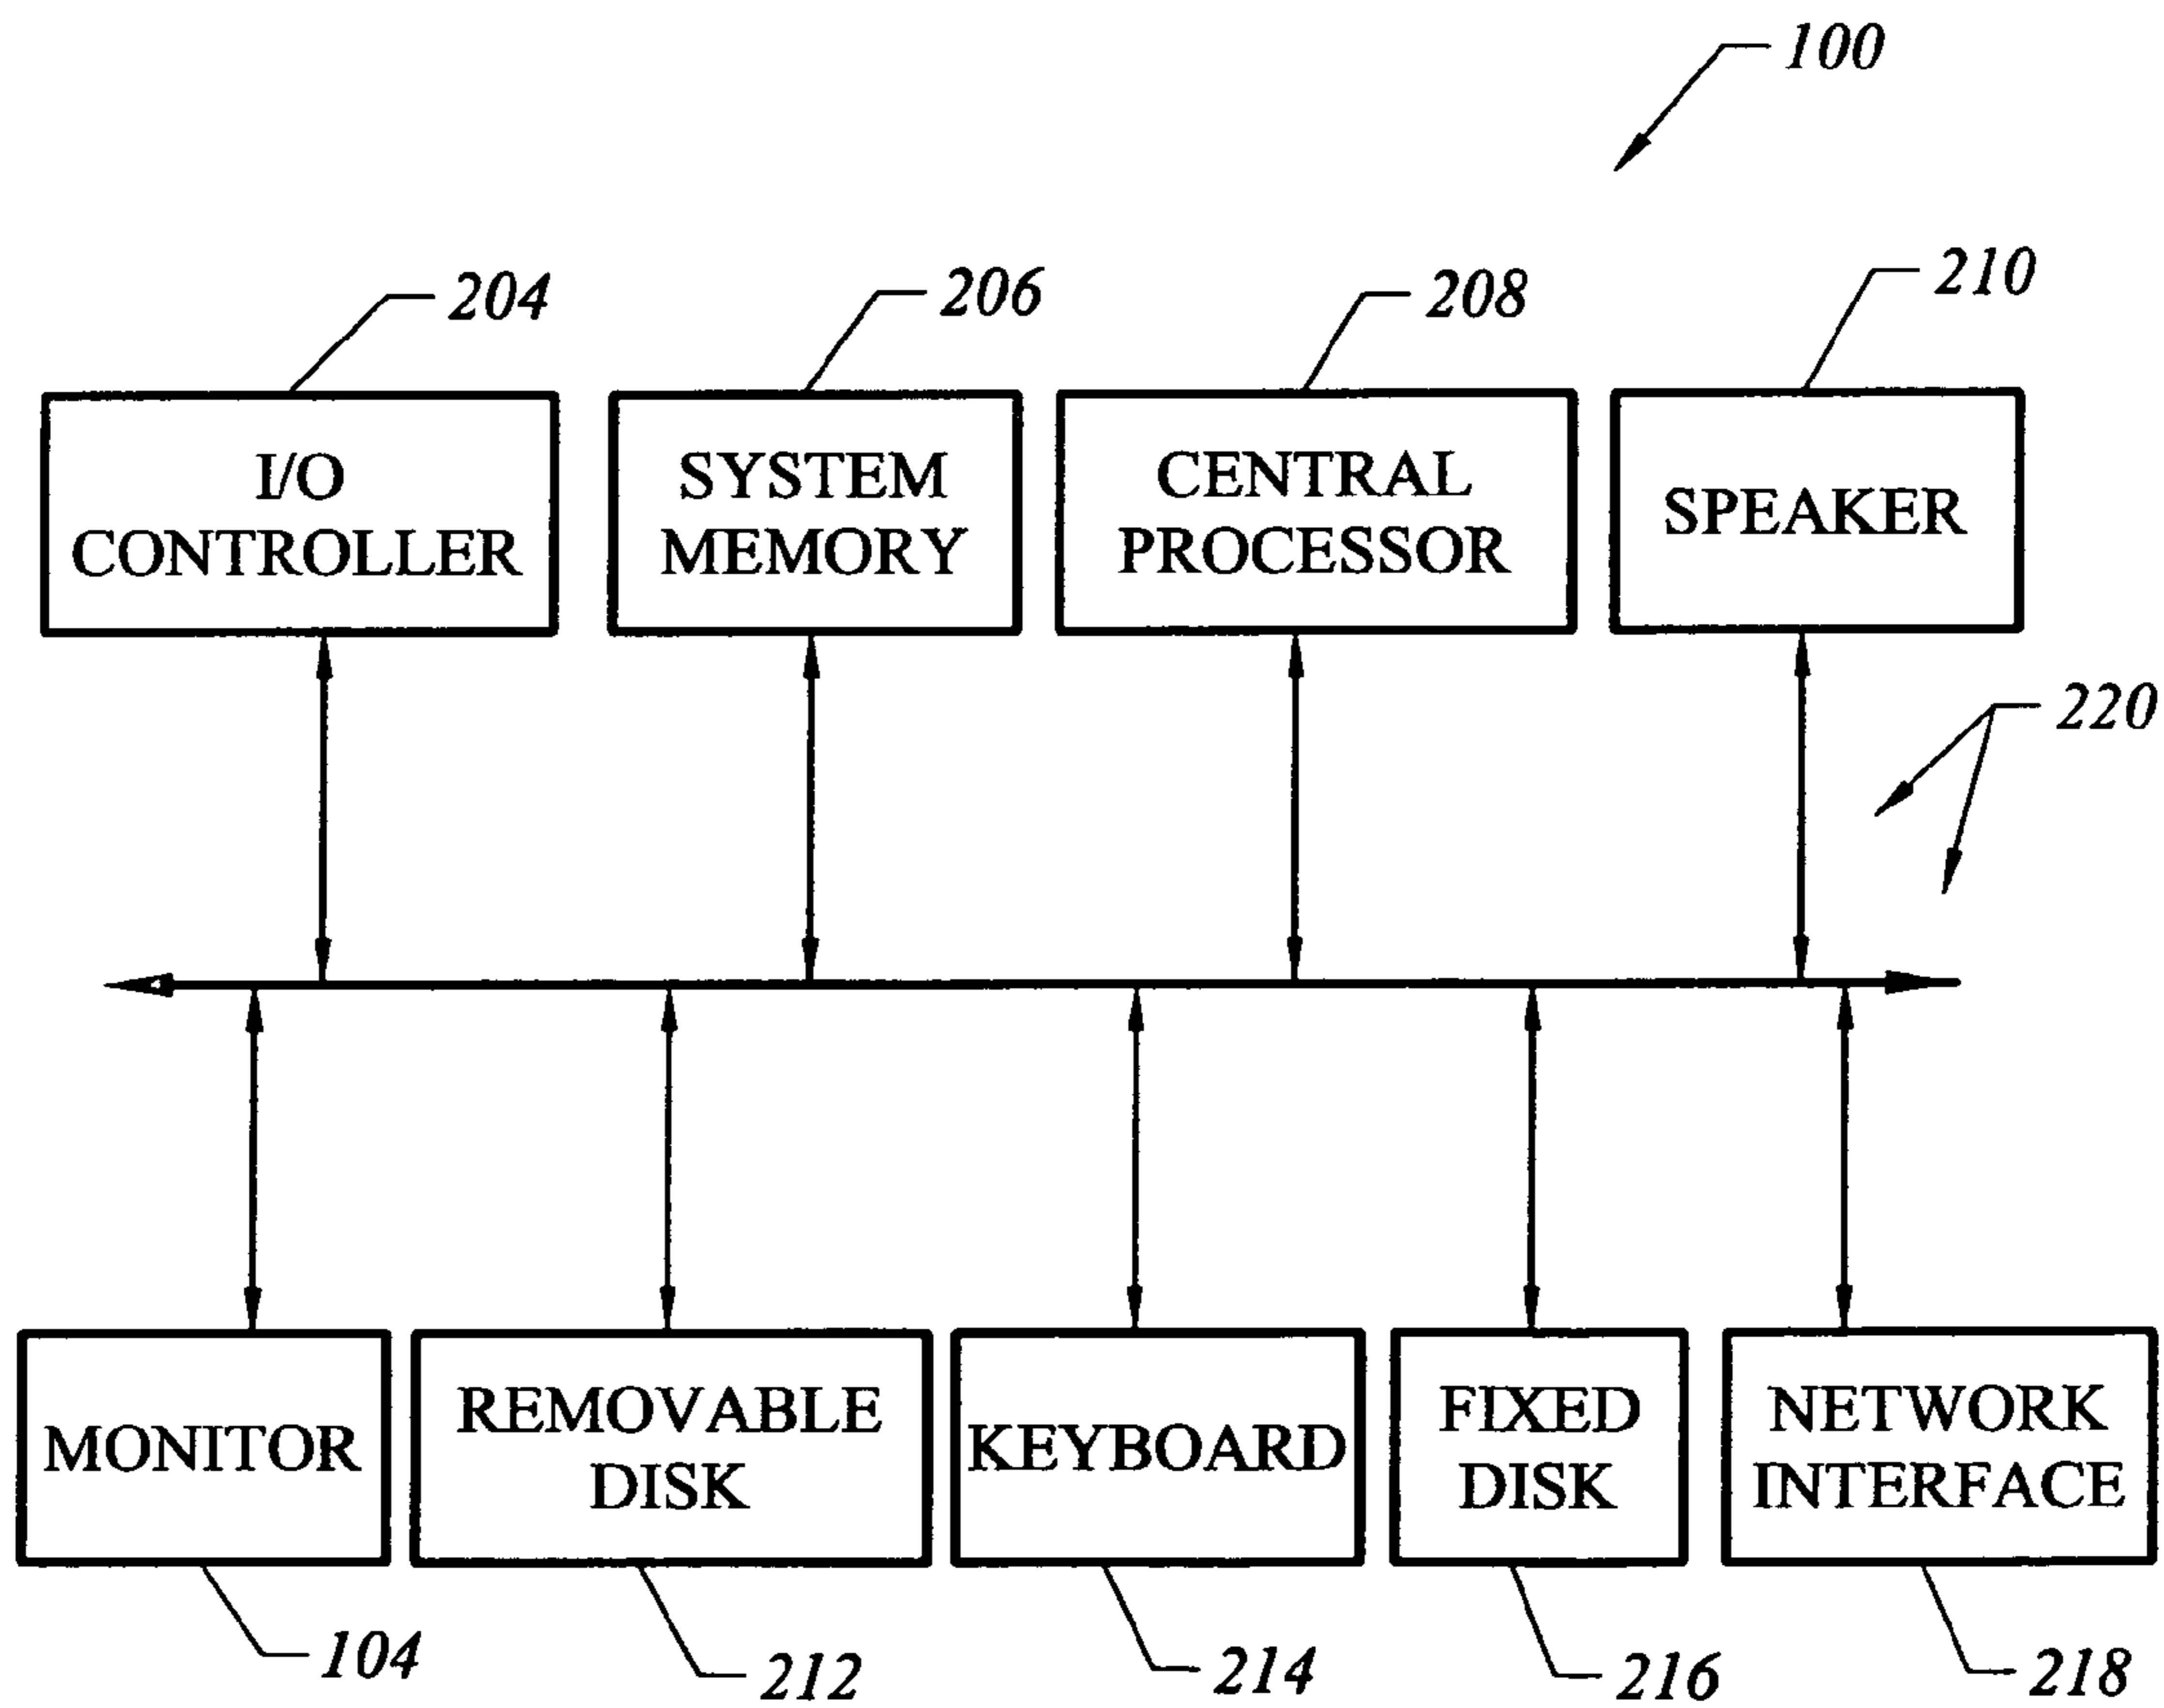 100
204
206
208
210
I/O
CONTROLLER
SYSTEM
MEMORY
CENTRAL
PROCESSOR
SPEAKER
220
MONITOR
REMOVABLE
DISK
KEYBOARD
FIXED
DISK
NETWORK
INTERFACE
104
212
214
216
218